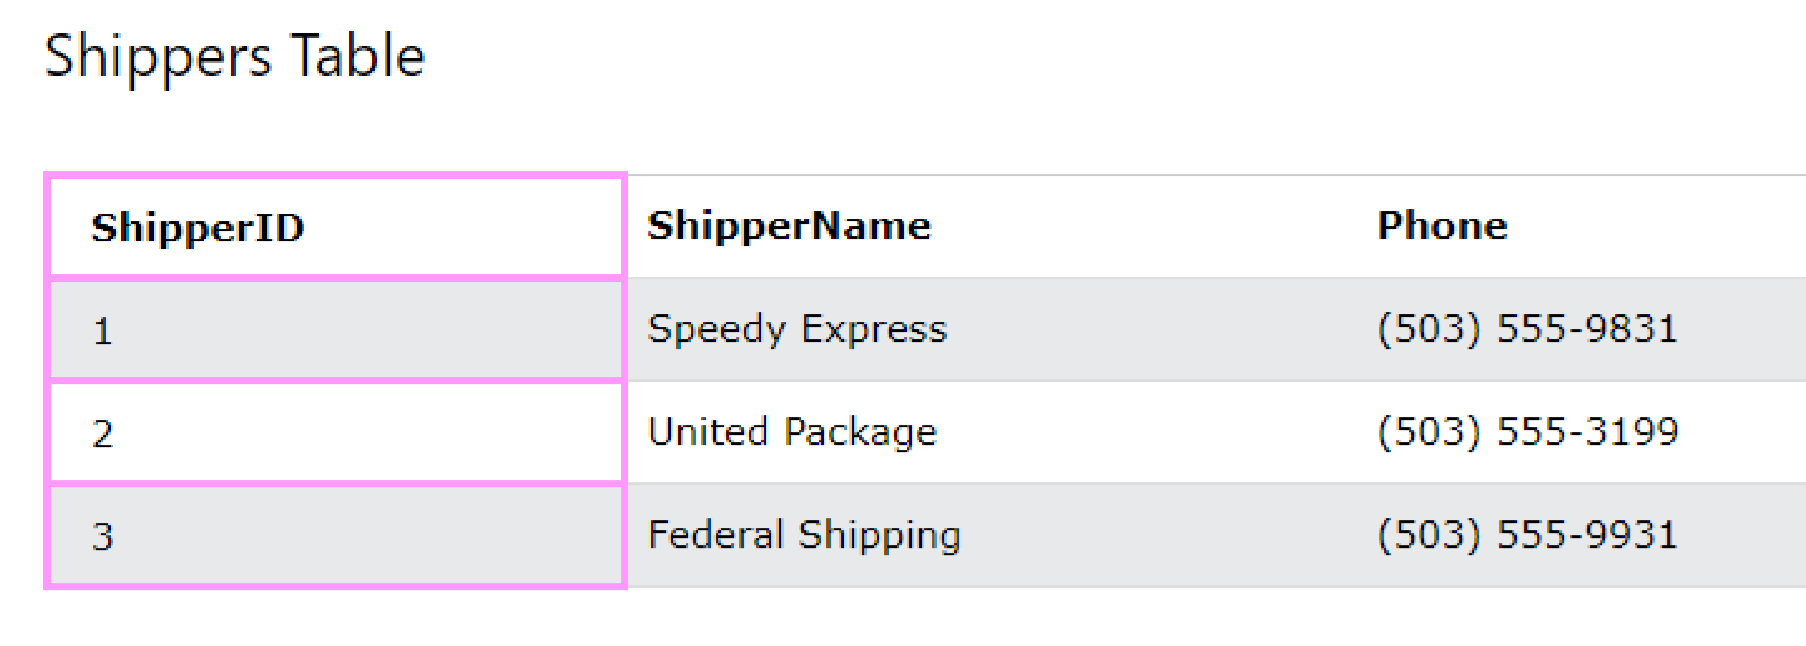 Shippers Table
ShipperID ShipperName Phone
1 Speedy Express (503) 555-9831
2 United Package (503) 555-3199
3 Federal Shipping (503) 555-9931